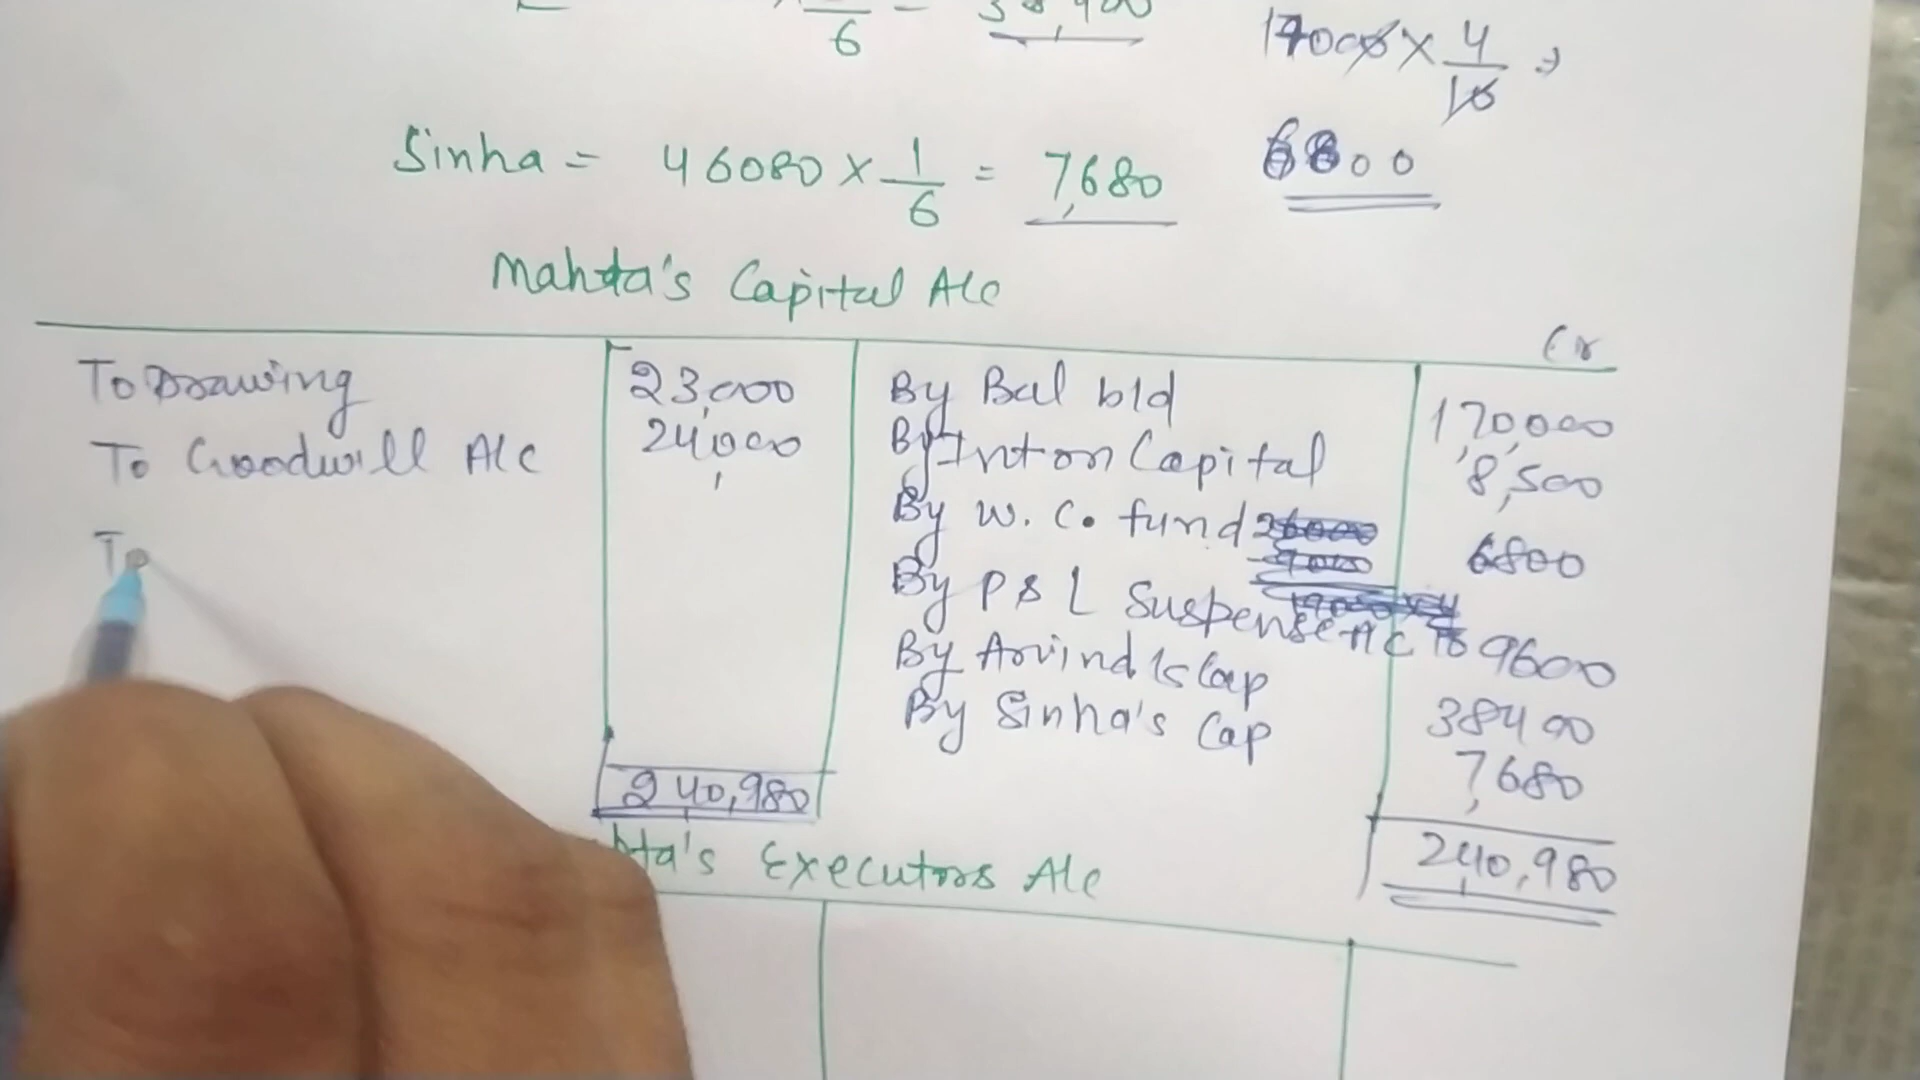 6
17000 × 4/10 ⇒
Sinha = 46080 × 1/6 = 7,680
6800
Mahta's Capital A/c
Cr
To Drawing 23,000 By Bal b/d 170,000
To Goodwill A/c 24,000 By Int on Capital 8,500
By W. C. fund 6800
To
By P & L Suspense A/c 9600
By Arvind's Cap 38400
By Sinha's Cap 7,680
240,980 240,980
ta's Executors A/c